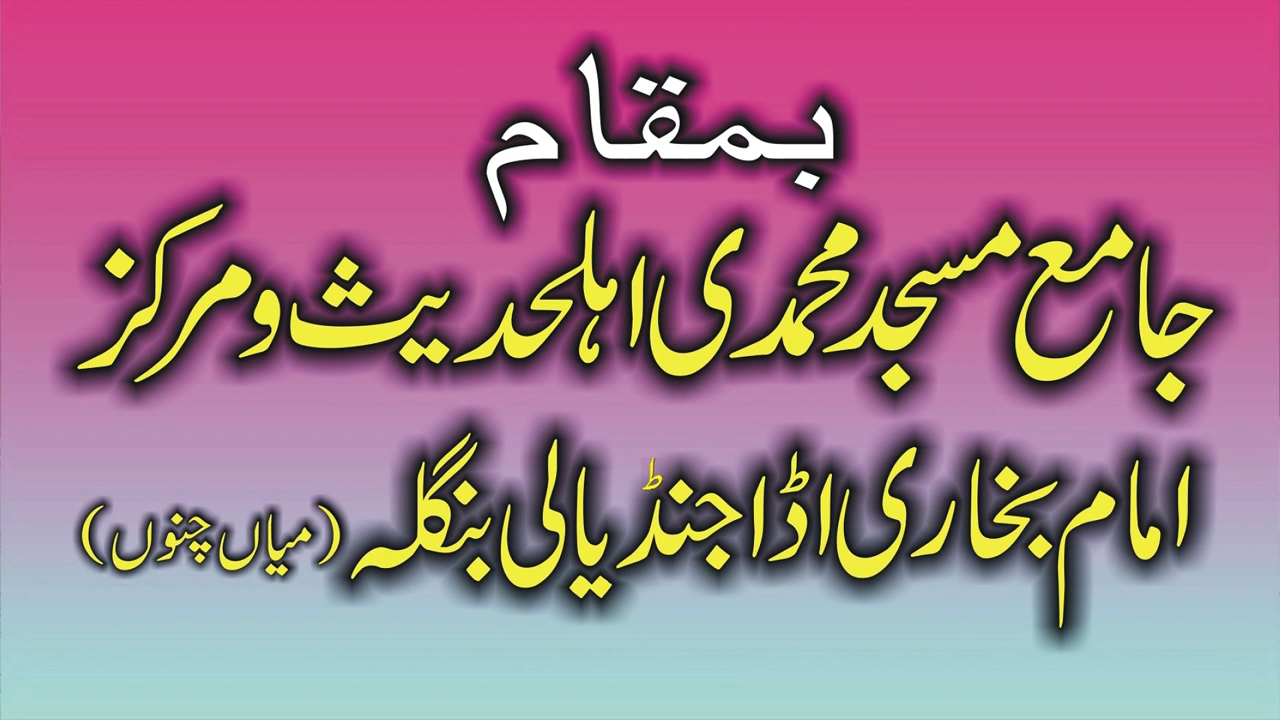 بمقام
جامع مسجد محمدی اہلحدیث و مرکز
امام بخاری اڈا جنڈیالی بنگلہ (میاں چنوں)